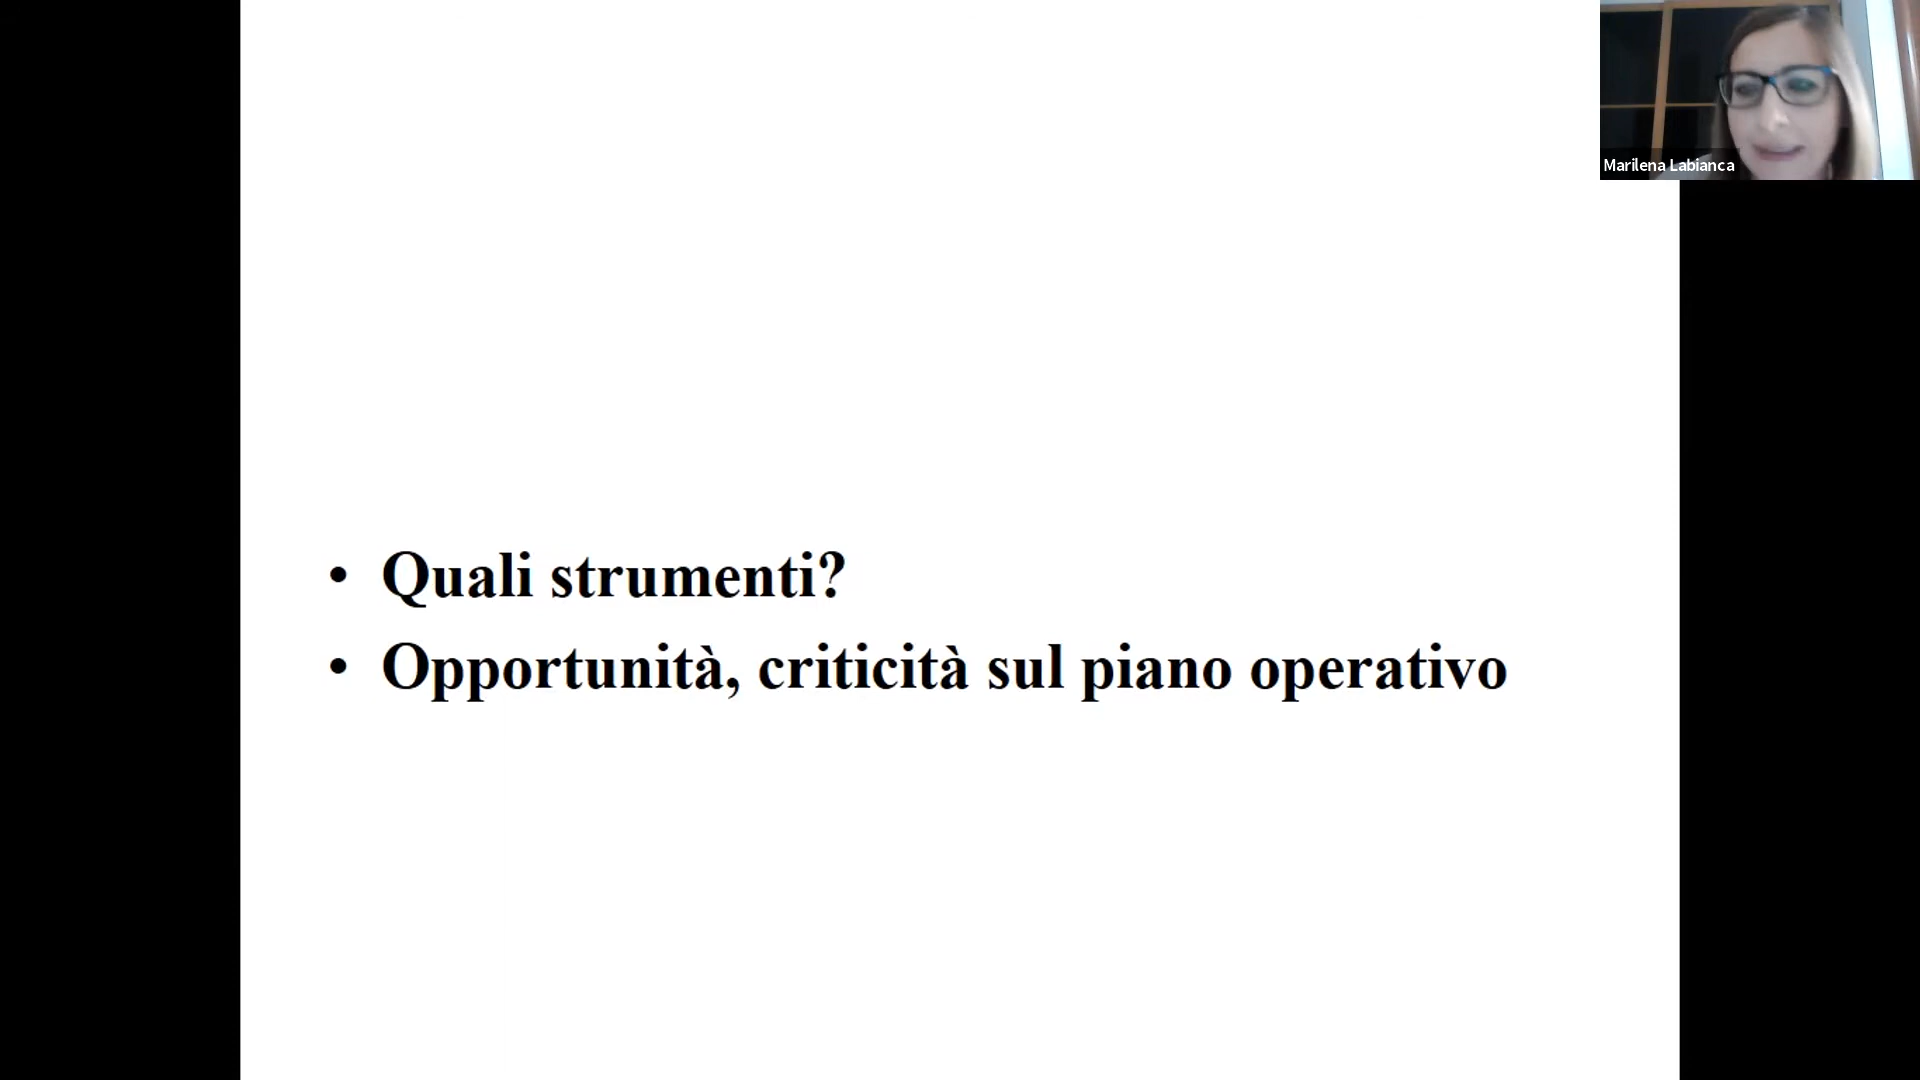 Marilena Labianca
• Quali strumenti?
• Opportunità, criticità sul piano operativo